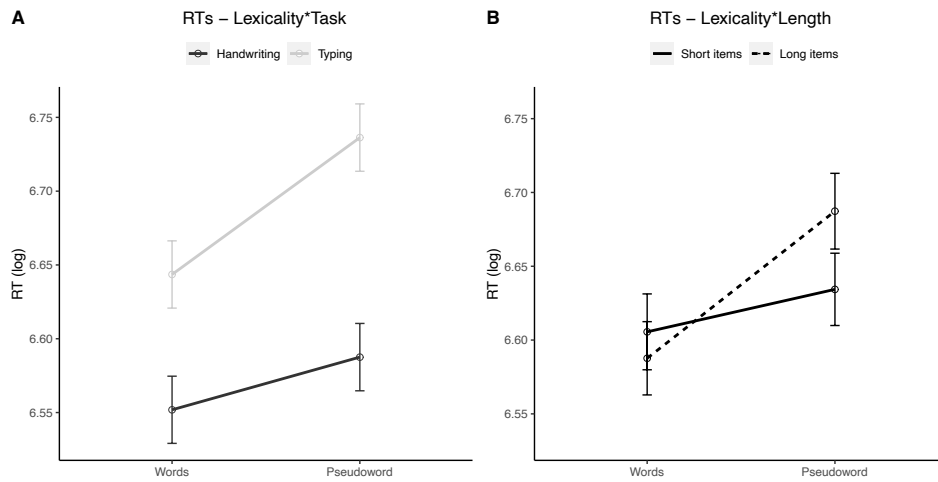 A
RTs − Lexicality*Task
Handwriting Typing
RT (log)
6.75
6.70
6.65
6.60
6.55
Words Pseudoword
B
RTs − Lexicality*Length
Short items Long items
RT (log)
6.75
6.70
6.65
6.60
6.55
Words Pseudoword